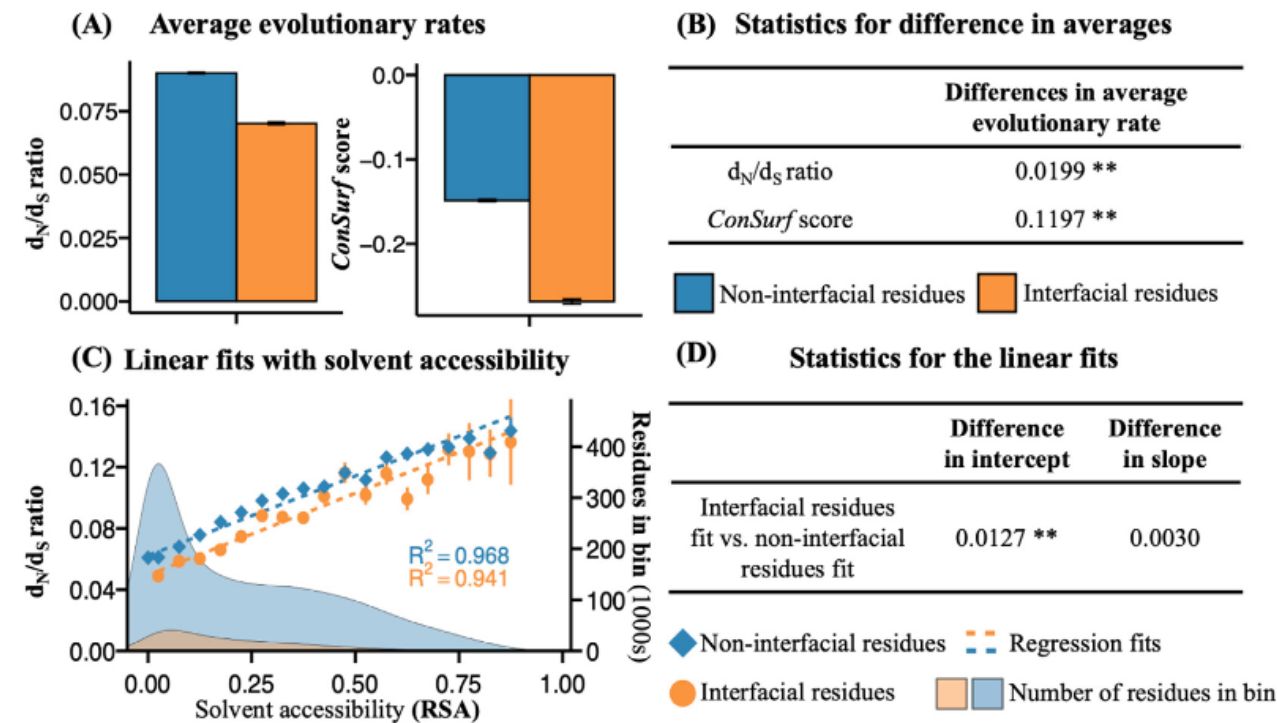 (A) Average evolutionary rates
dN/dS ratio
0.075
0.050
0.025
0.000
ConSurf score
0.0
−0.1
−0.2
(B) Statistics for difference in averages
Differences in average
evolutionary rate
dN/dS ratio 0.0199 **
ConSurf score 0.1197 **
Non-interfacial residues Interfacial residues
(C) Linear fits with solvent accessibility
dN/dS ratio
0.16
0.12
0.08
0.04
0.00
R² = 0.968
R² = 0.941
Residues in bin (1000s)
400
300
200
100
0
0.00 0.25 0.50 0.75 1.00
Solvent accessibility (RSA)
(D) Statistics for the linear fits
Difference
in intercept
Difference
in slope
Interfacial residues
fit vs. non-interfacial
residues fit
0.0127 ** 0.0030
Non-interfacial residues Regression fits
Interfacial residues Number of residues in bin